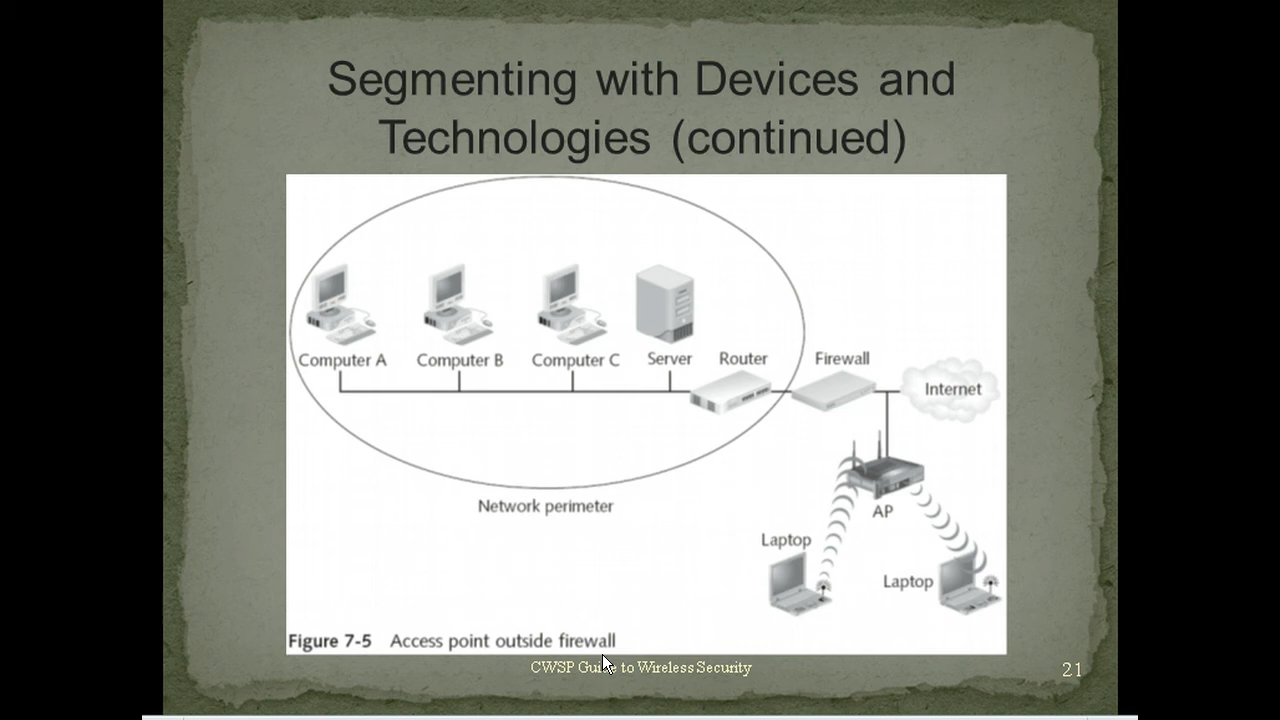 Segmenting with Devices and
Technologies (continued)
Computer A
Computer B
Computer C
Server
Router
Firewall
Internet
Network perimeter
AP
Laptop
Laptop
Figure 7-5 Access point outside firewall
CWSP Guide to Wireless Security
21